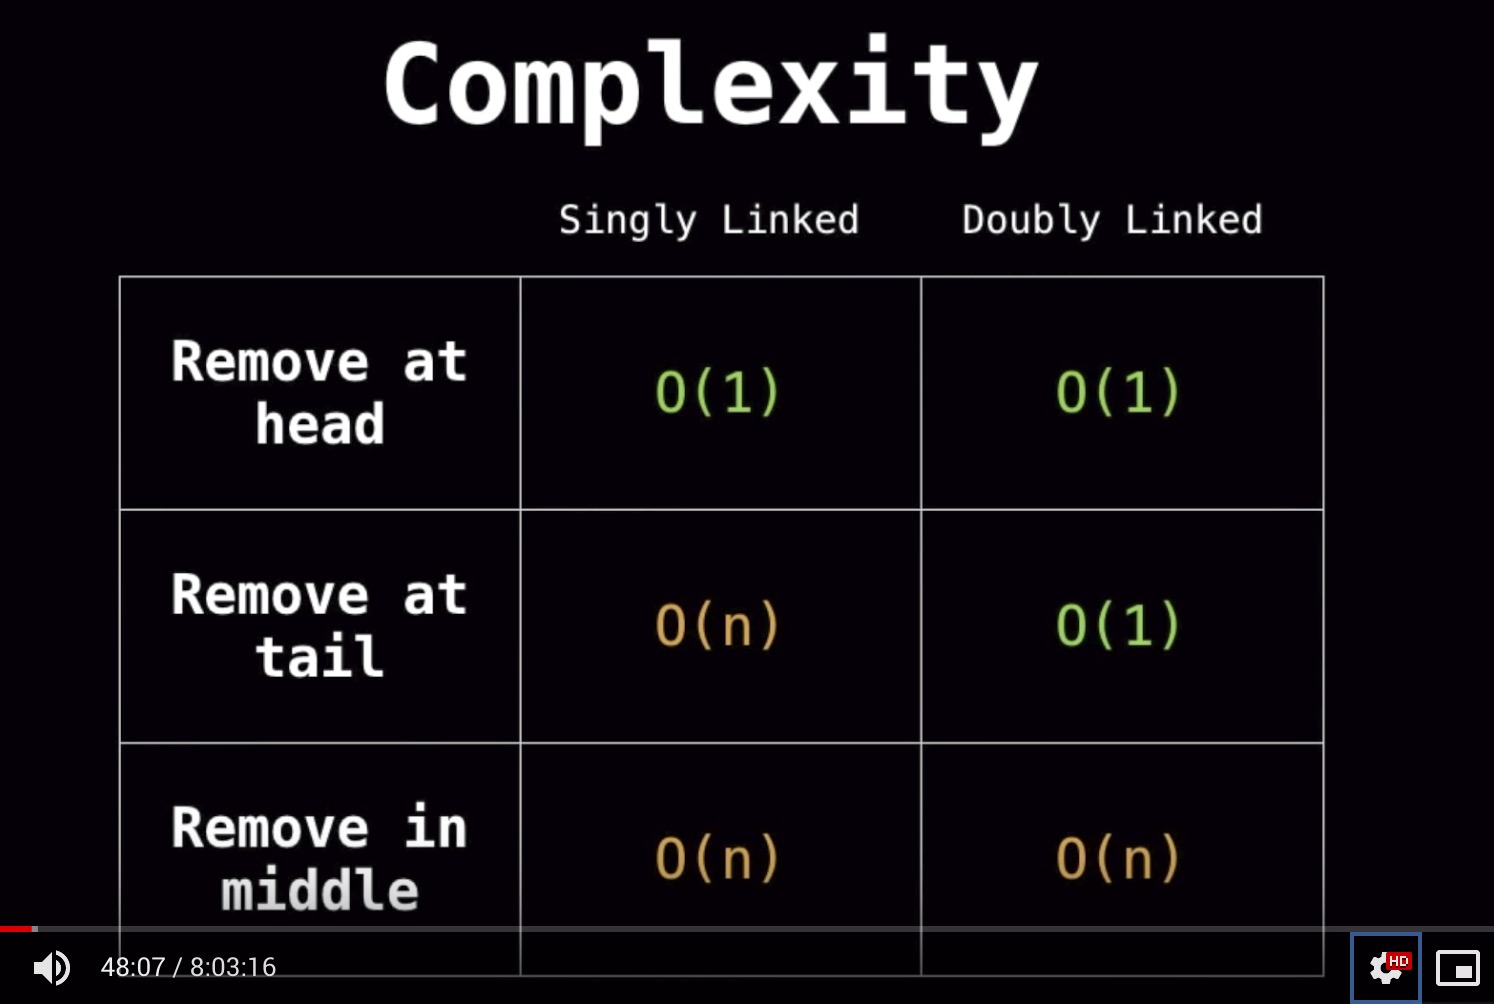 Complexity
Singly Linked Doubly Linked
Remove at
head
O(1) O(1)
Remove at
tail
O(n) O(1)
Remove in
middle
O(n) O(n)
48:07 / 8:03:16
HD